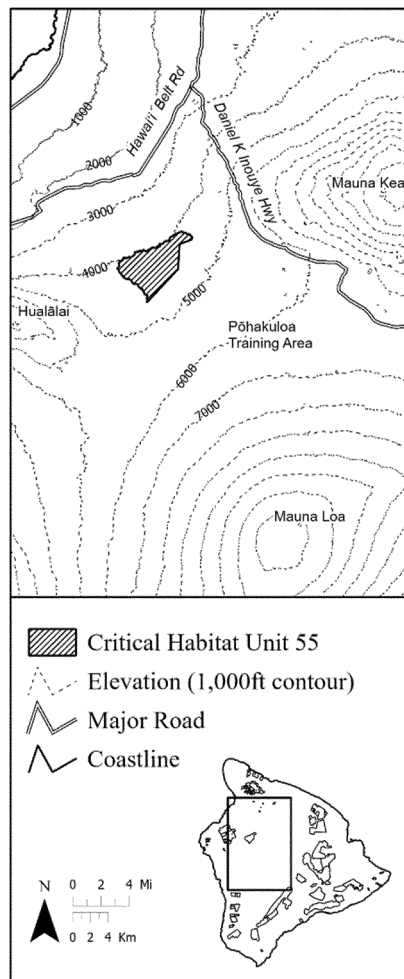 1000
Hawai'i Belt Rd
2000
Daniel K Inouye Hwy
Mauna Kea
3000
4000
5000
Hualālai
Pōhakuloa
Training Area
6000
7000
Mauna Loa
Critical Habitat Unit 55
Elevation (1,000ft contour)
Major Road
Coastline
N
0 2 4 Mi
0 2 4 Km